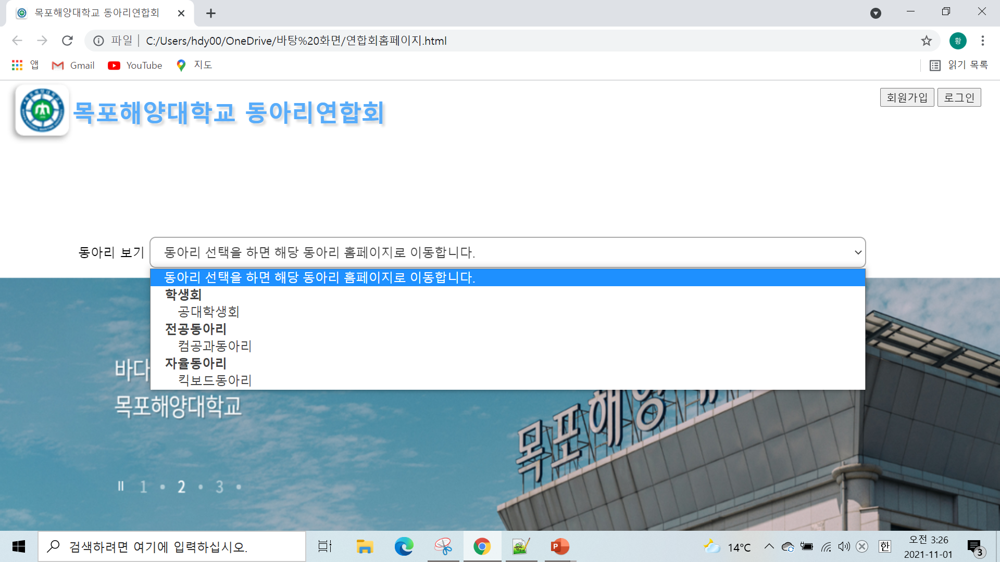 목포해양대학교 동아리연합회
파일 | C:/Users/hdy00/OneDrive/바탕%20화면/연합회홈페이지.html
황
앱 Gmail YouTube 지도
읽기 목록
목포해양대학교 동아리연합회
회원가입 로그인
동아리 보기 동아리 선택을 하면 해당 동아리 홈페이지로 이동합니다.
동아리 선택을 하면 해당 동아리 홈페이지로 이동합니다.
학생회
공대학생회
전공동아리
컴공과동아리
자율동아리
킥보드동아리
바다
목포해양대학교
목포해양
1 • 2 • 3 •
검색하려면 여기에 입력하십시오.
14°C
한
오전 3:26
2021-11-01
3